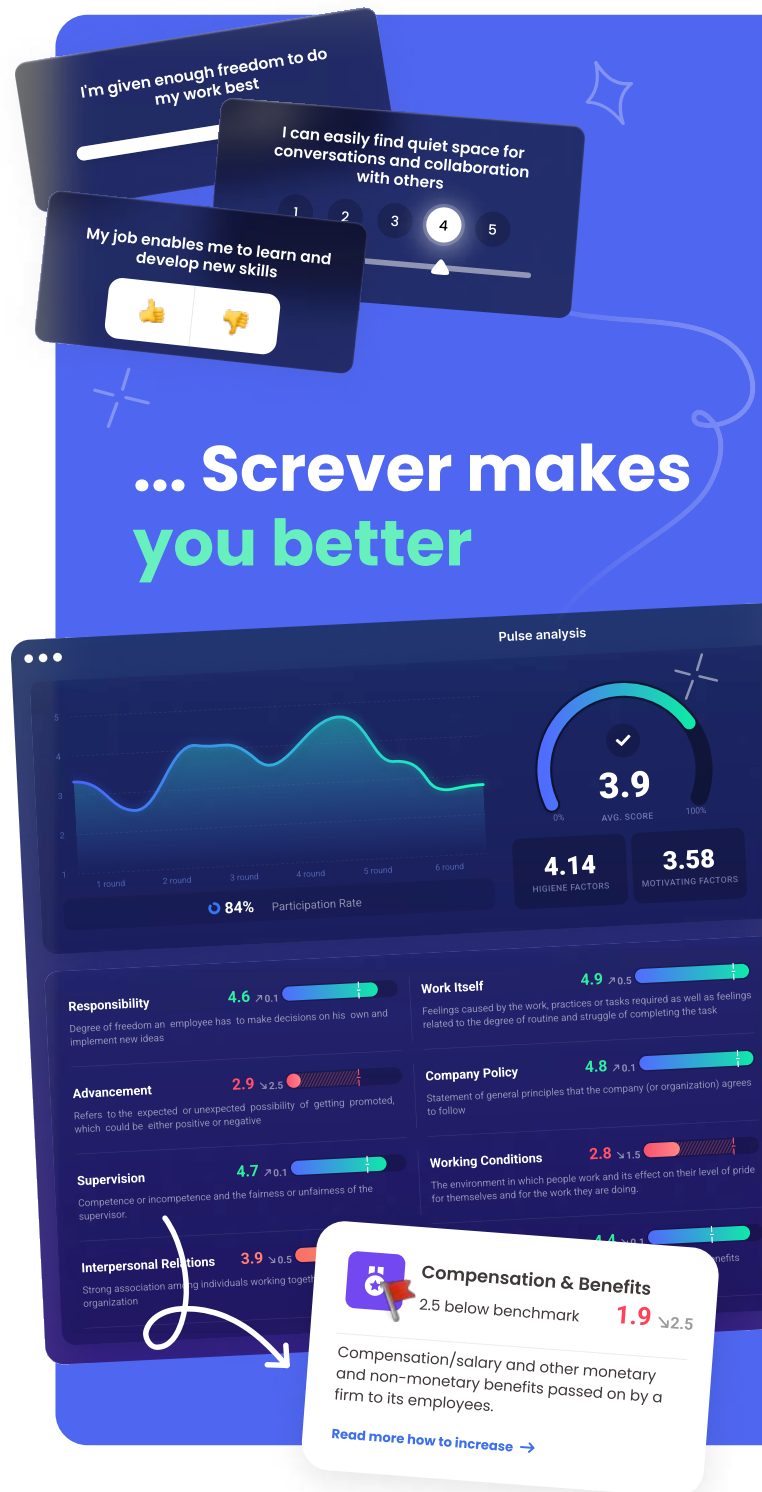 I'm given enough freedom to do
my work best
I can easily find quiet space for
conversations and collaboration
with others
1 2 3 4 5
My job enables me to learn and
develop new skills
... Screver makes
you better
Pulse analysis
5
4
3
2
1
1 round 2 round 3 round 4 round 5 round 6 round
84% Participation Rate
3.9
0% AVG. SCORE 100%
4.14
HIGIENE FACTORS
3.58
MOTIVATING FACTORS
Responsibility 4.6 ↗0.1
Degree of freedom an employee has to make decisions on his own and
implement new ideas
Work Itself 4.9 ↗0.5
Feelings caused by the work, practices or tasks required as well as feelings
related to the degree of routine and struggle of completing the task
Advancement 2.9 ↘2.5
Refers to the expected or unexpected possibility of getting promoted,
which could be either positive or negative
Company Policy 4.8 ↗0.1
Statement of general principles that the company (or organization) agrees
to follow
Supervision 4.7 ↗0.1
Competence or incompetence and the fairness or unfairness of the
supervisor.
Working Conditions 2.8 ↘1.5
The environment in which people work and its effect on their level of pride
for themselves and for the work they are doing.
Interpersonal Relations 3.9 ↘0.5
Strong association among individuals working
organization
4.4 ↘0.1
Compensation & Benefits
2.5 below benchmark 1.9 ↘2.5
Compensation/salary and other monetary
and non-monetary benefits passed on by a
firm to its employees.
Read more how to increase →